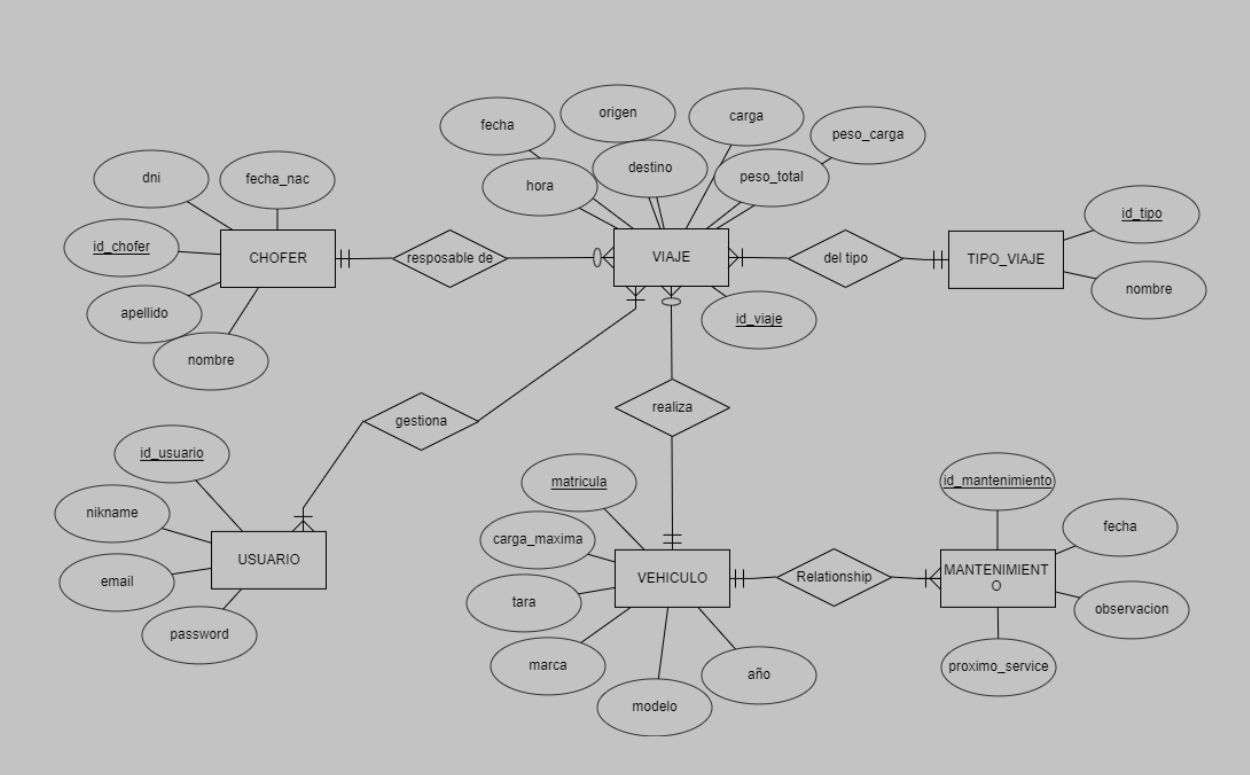 origen
carga
fecha
peso_carga
destino
dni
fecha_nac
hora
peso_total
id_tipo
id_chofer
CHOFER
resposable de
VIAJE
del tipo
TIPO_VIAJE
nombre
apellido
id_viaje
nombre
gestiona
realiza
id_usuario
matricula
id_mantenimiento
nikname
fecha
carga_maxima
USUARIO
VEHICULO
Relationship
MANTENIMIENT
O
email
tara
observacion
password
marca
proximo_service
año
modelo